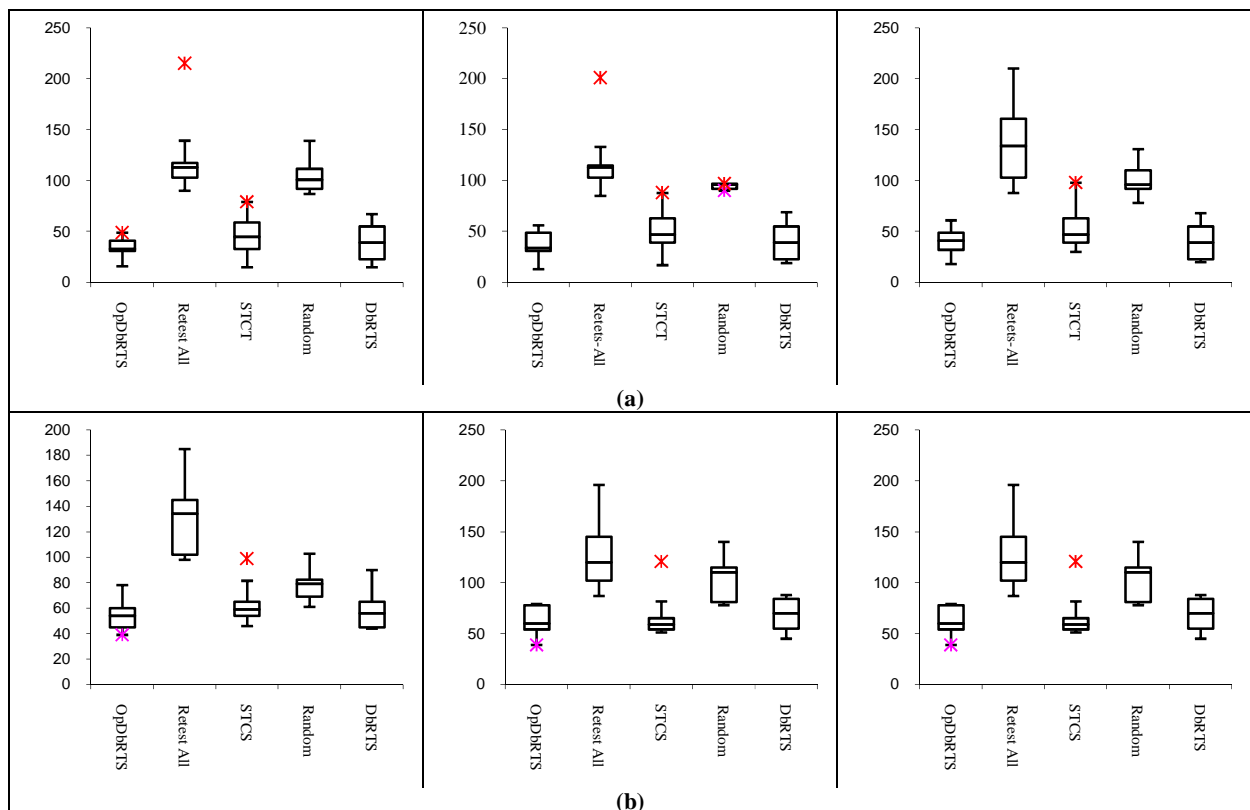 250
200
150
100
50
0
OpDbRTS
Retest All
STCT
Random
DbRTS
250
200
150
100
50
0
OpDbRTS
Retets-All
STCT
Random
DbRTS
250
200
150
100
50
0
OpDbRTS
Retets-All
STCT
Random
DbRTS
(a)
200
180
160
140
120
100
80
60
40
20
0
OpDbRTS
Retest All
STCS
Random
DbRTS
250
200
150
100
50
0
OpDbRTS
Retest All
STCS
Random
DbRTS
250
200
150
100
50
0
OpDbRTS
Retest All
STCS
Random
DbRTS
(b)